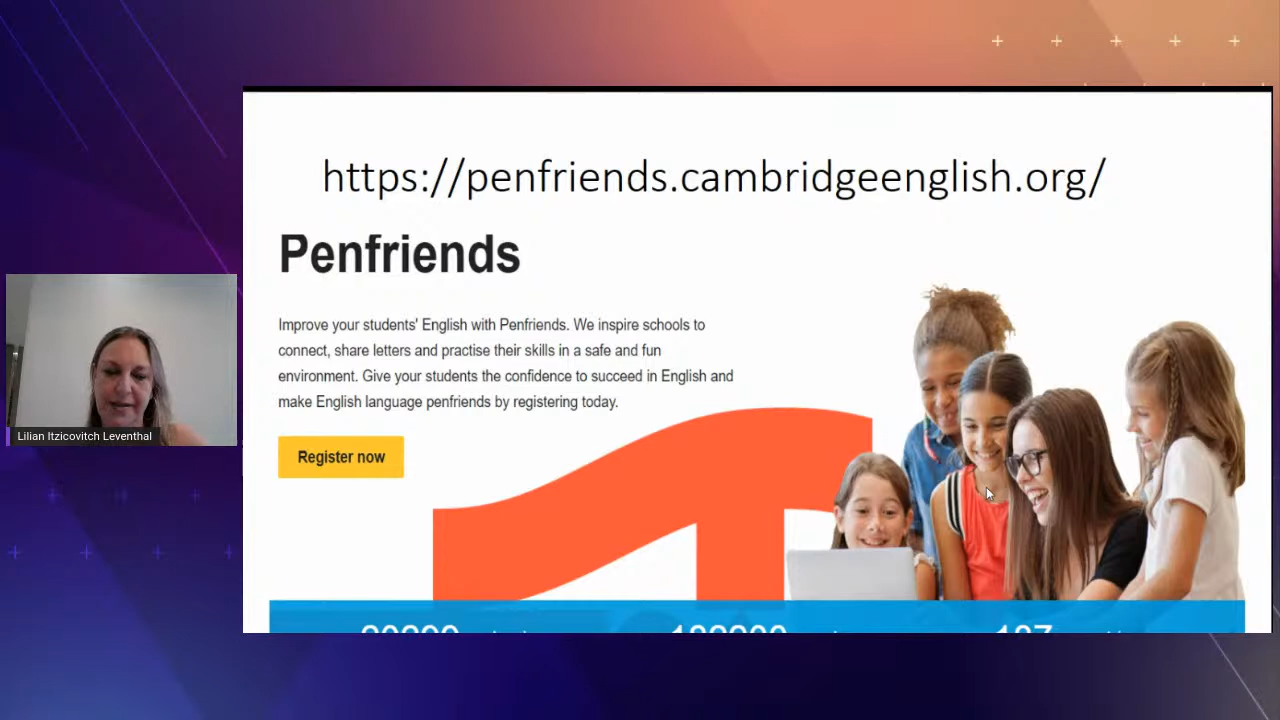 https://penfriends.cambridgeenglish.org/
Penfriends
Improve your students' English with Penfriends. We inspire schools to
connect, share letters and practise their skills in a safe and fun
environment. Give your students the confidence to succeed in English and
make English language penfriends by registering today.
Register now
Lilian Itzicovitch Leventhal